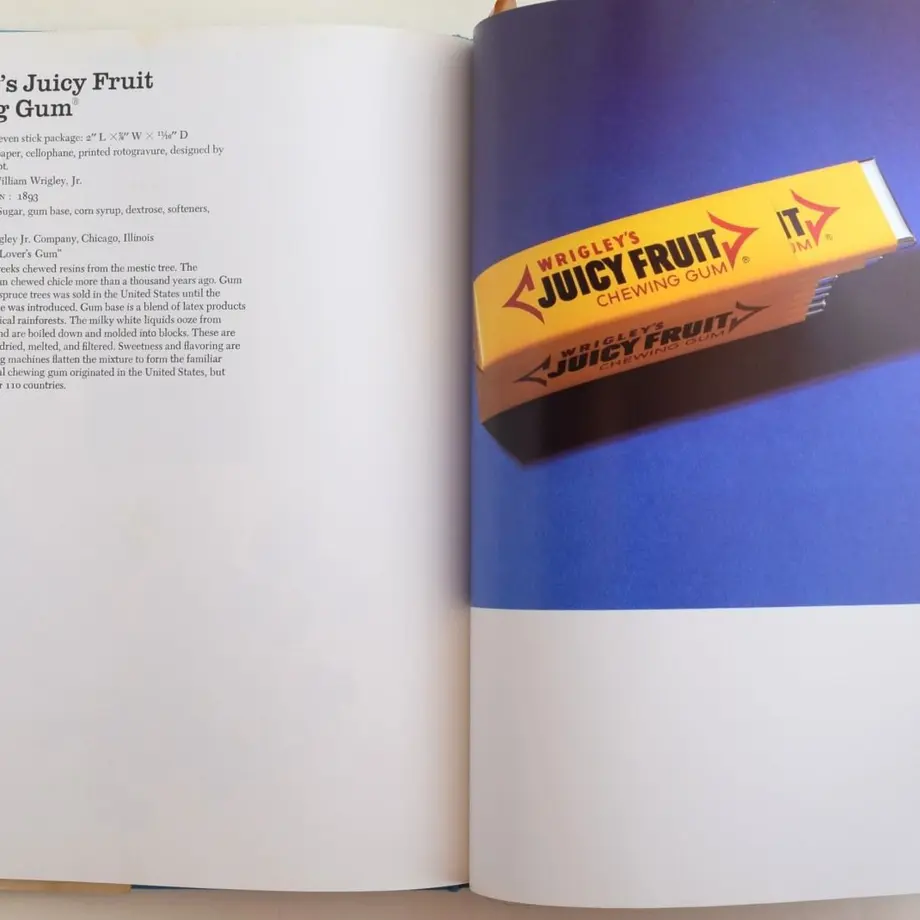 's Juicy Fruit
g Gum®
even stick package: 2" L × ⅞" W × 11/16" D
aper, cellophane, printed rotogravure, designed by
pt.
illiam Wrigley, Jr.
N : 1893
Sugar, gum base, corn syrup, dextrose, softeners,
gley Jr. Company, Chicago, Illinois
Lover's Gum"
eeks chewed resins from the mestic tree. The
n chewed chicle more than a thousand years ago. Gum
spruce trees was sold in the United States until the
e was introduced. Gum base is a blend of latex products
ical rainforests. The milky white liquids ooze from
nd are boiled down and molded into blocks. These are
dried, melted, and filtered. Sweetness and flavoring are
g machines flatten the mixture to form the familiar
al chewing gum originated in the United States, but
r 110 countries.
WRIGLEY'S
JUICY FRUIT
CHEWING GUM®
IT
UM®
WRIGLEY'S
JUICY FRUIT
CHEWING GUM